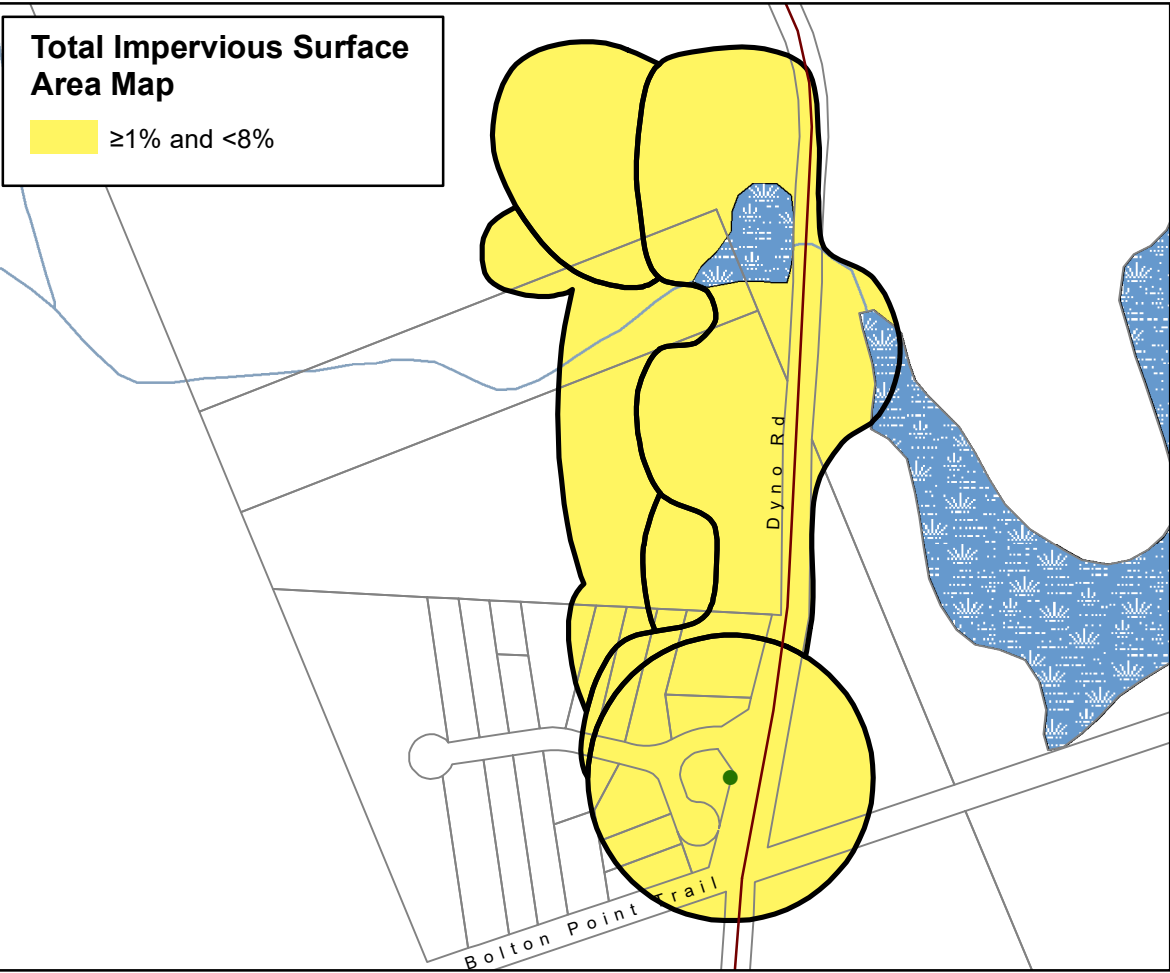 Total Impervious Surface
Area Map
≥1% and <8%
Dyno Rd
Bolton Point Trail